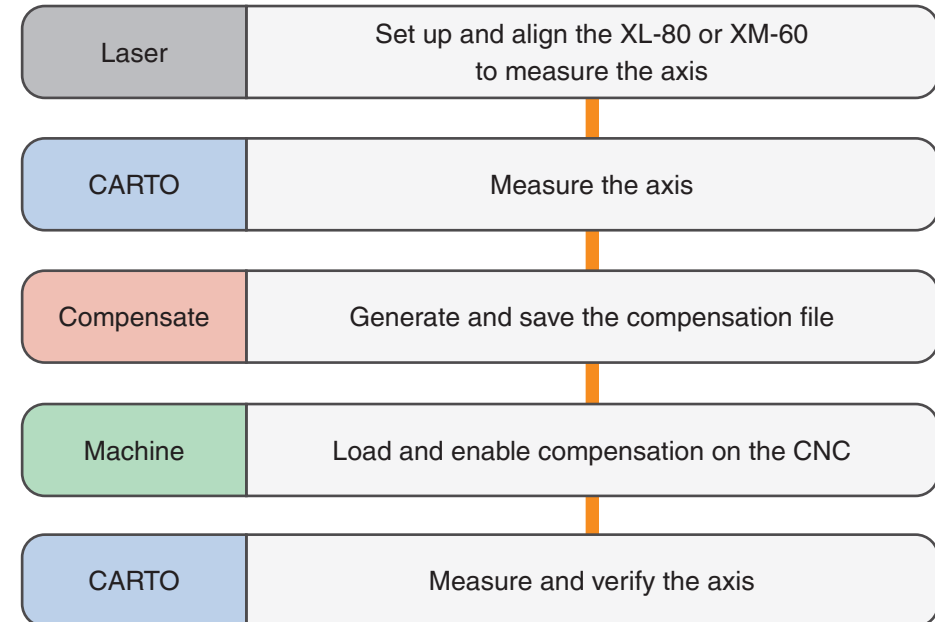 Laser
Set up and align the XL-80 or XM-60
to measure the axis
CARTO
Measure the axis
Compensate
Generate and save the compensation file
Machine
Load and enable compensation on the CNC
CARTO
Measure and verify the axis